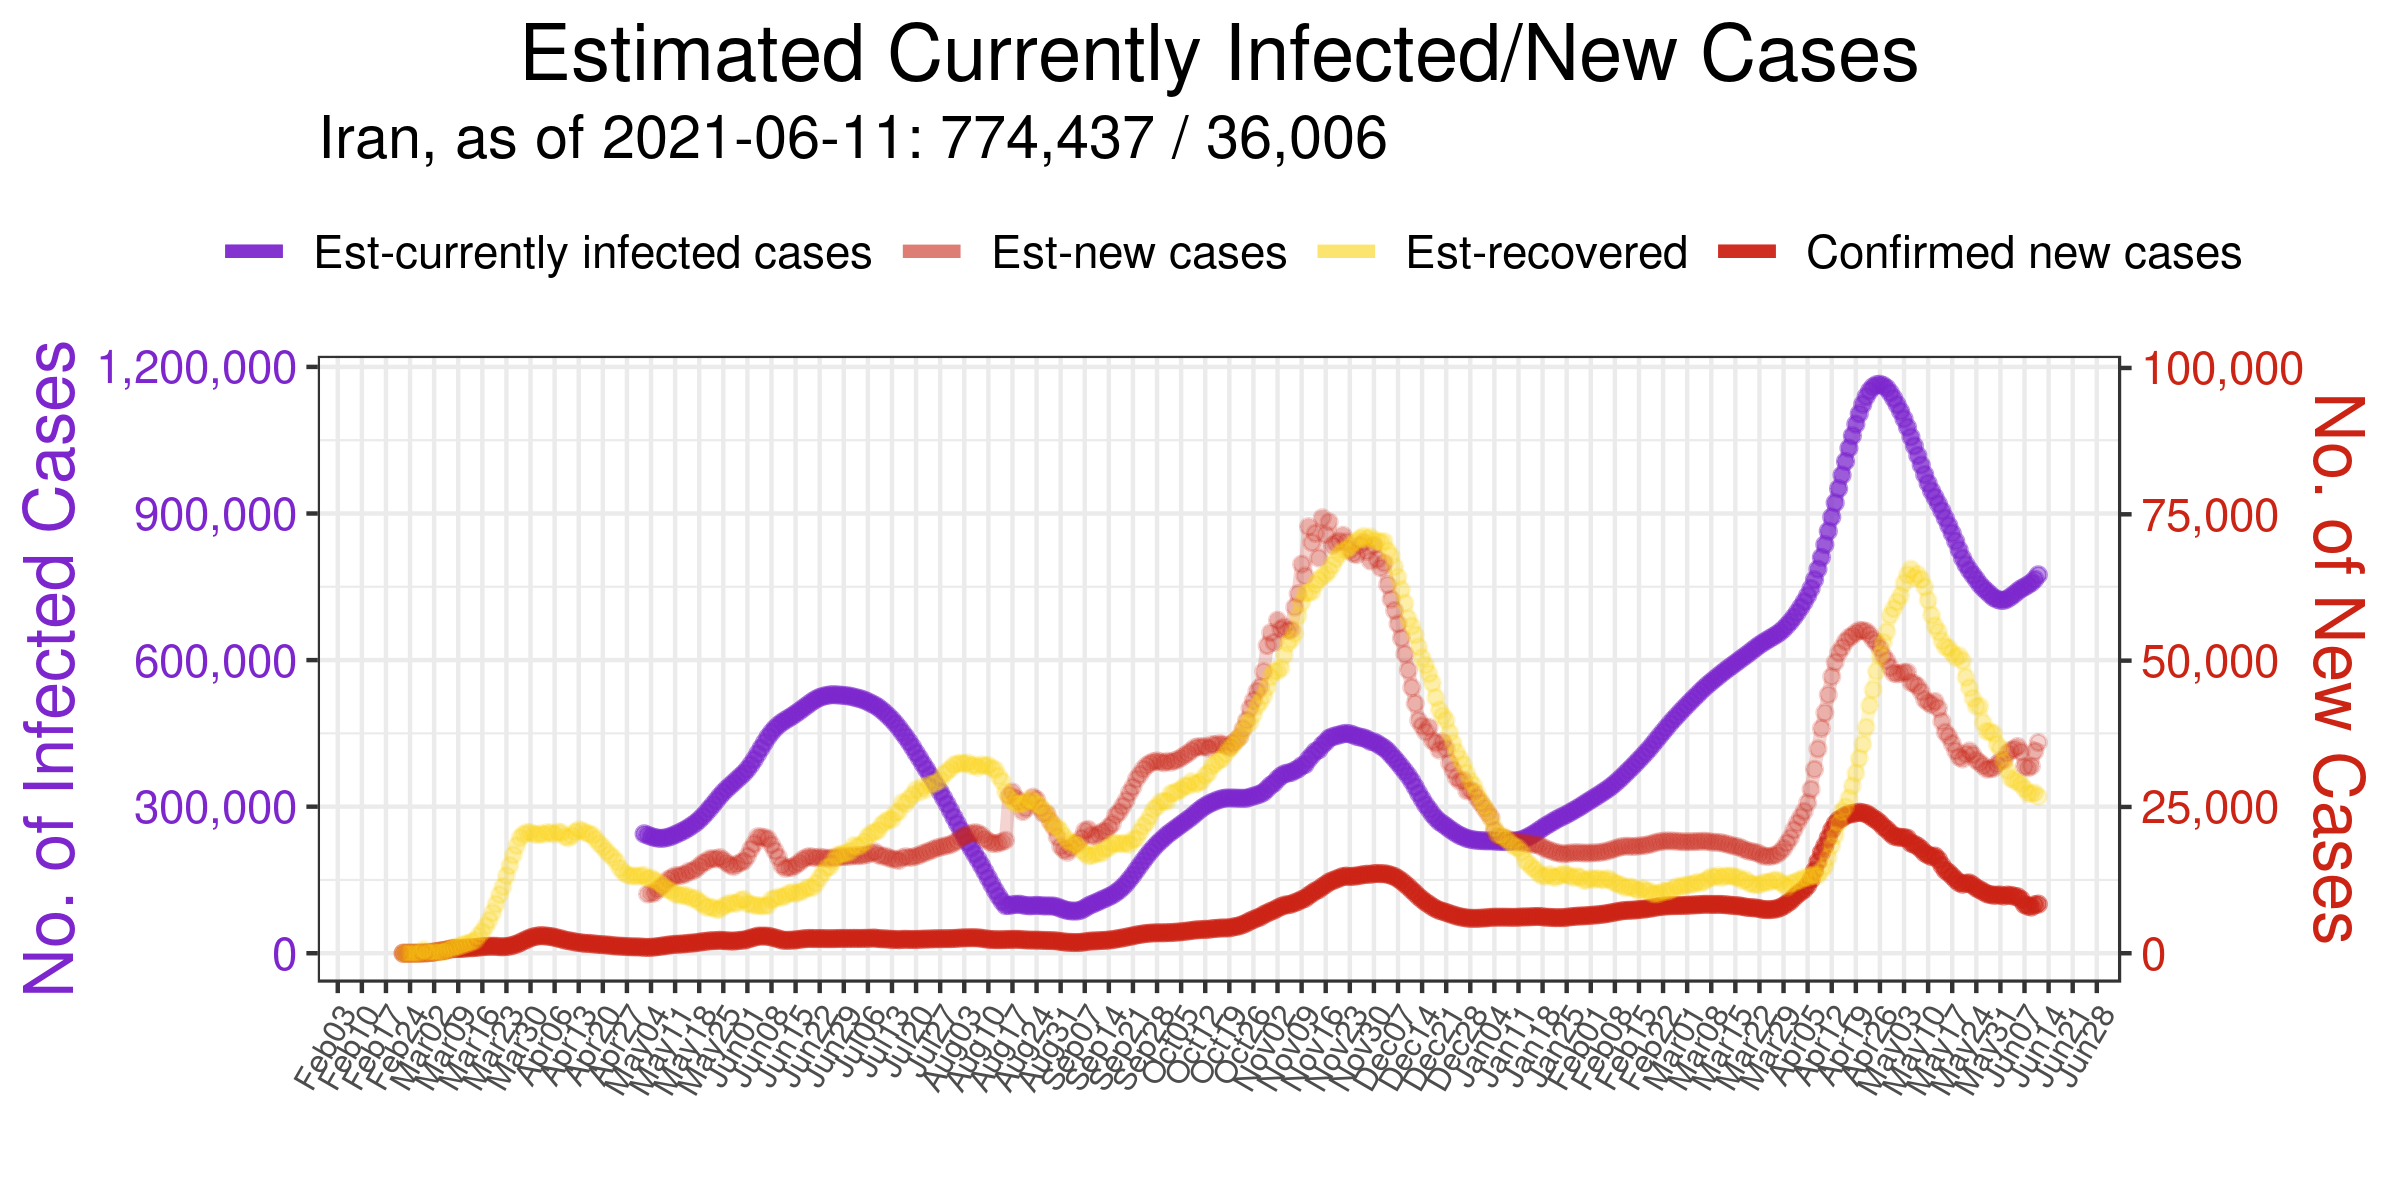 Estimated Currently Infected/New Cases
Iran, as of 2021-06-11: 774,437 / 36,006
Est-currently infected cases Est-new cases Est-recovered Confirmed new cases
No. of Infected Cases
1,200,000
900,000
600,000
300,000
0
100,000
75,000
50,000
25,000
0
No. of New Cases
Feb03
Feb10
Feb17
Feb24
Mar02
Mar09
Mar16
Mar23
Mar30
Apr06
Apr13
Apr20
Apr27
May04
May11
May18
May25
Jun01
Jun08
Jun15
Jun22
Jun29
Jul06
Jul13
Jul20
Jul27
Aug03
Aug10
Aug17
Aug24
Aug31
Sep07
Sep14
Sep21
Sep28
Oct05
Oct12
Oct19
Oct26
Nov02
Nov09
Nov16
Nov23
Nov30
Dec07
Dec14
Dec21
Dec28
Jan04
Jan11
Jan18
Jan25
Feb01
Feb08
Feb15
Feb22
Mar01
Mar08
Mar15
Mar22
Mar29
Apr05
Apr12
Apr19
Apr26
May03
May10
May17
May24
May31
Jun07
Jun14
Jun21
Jun28